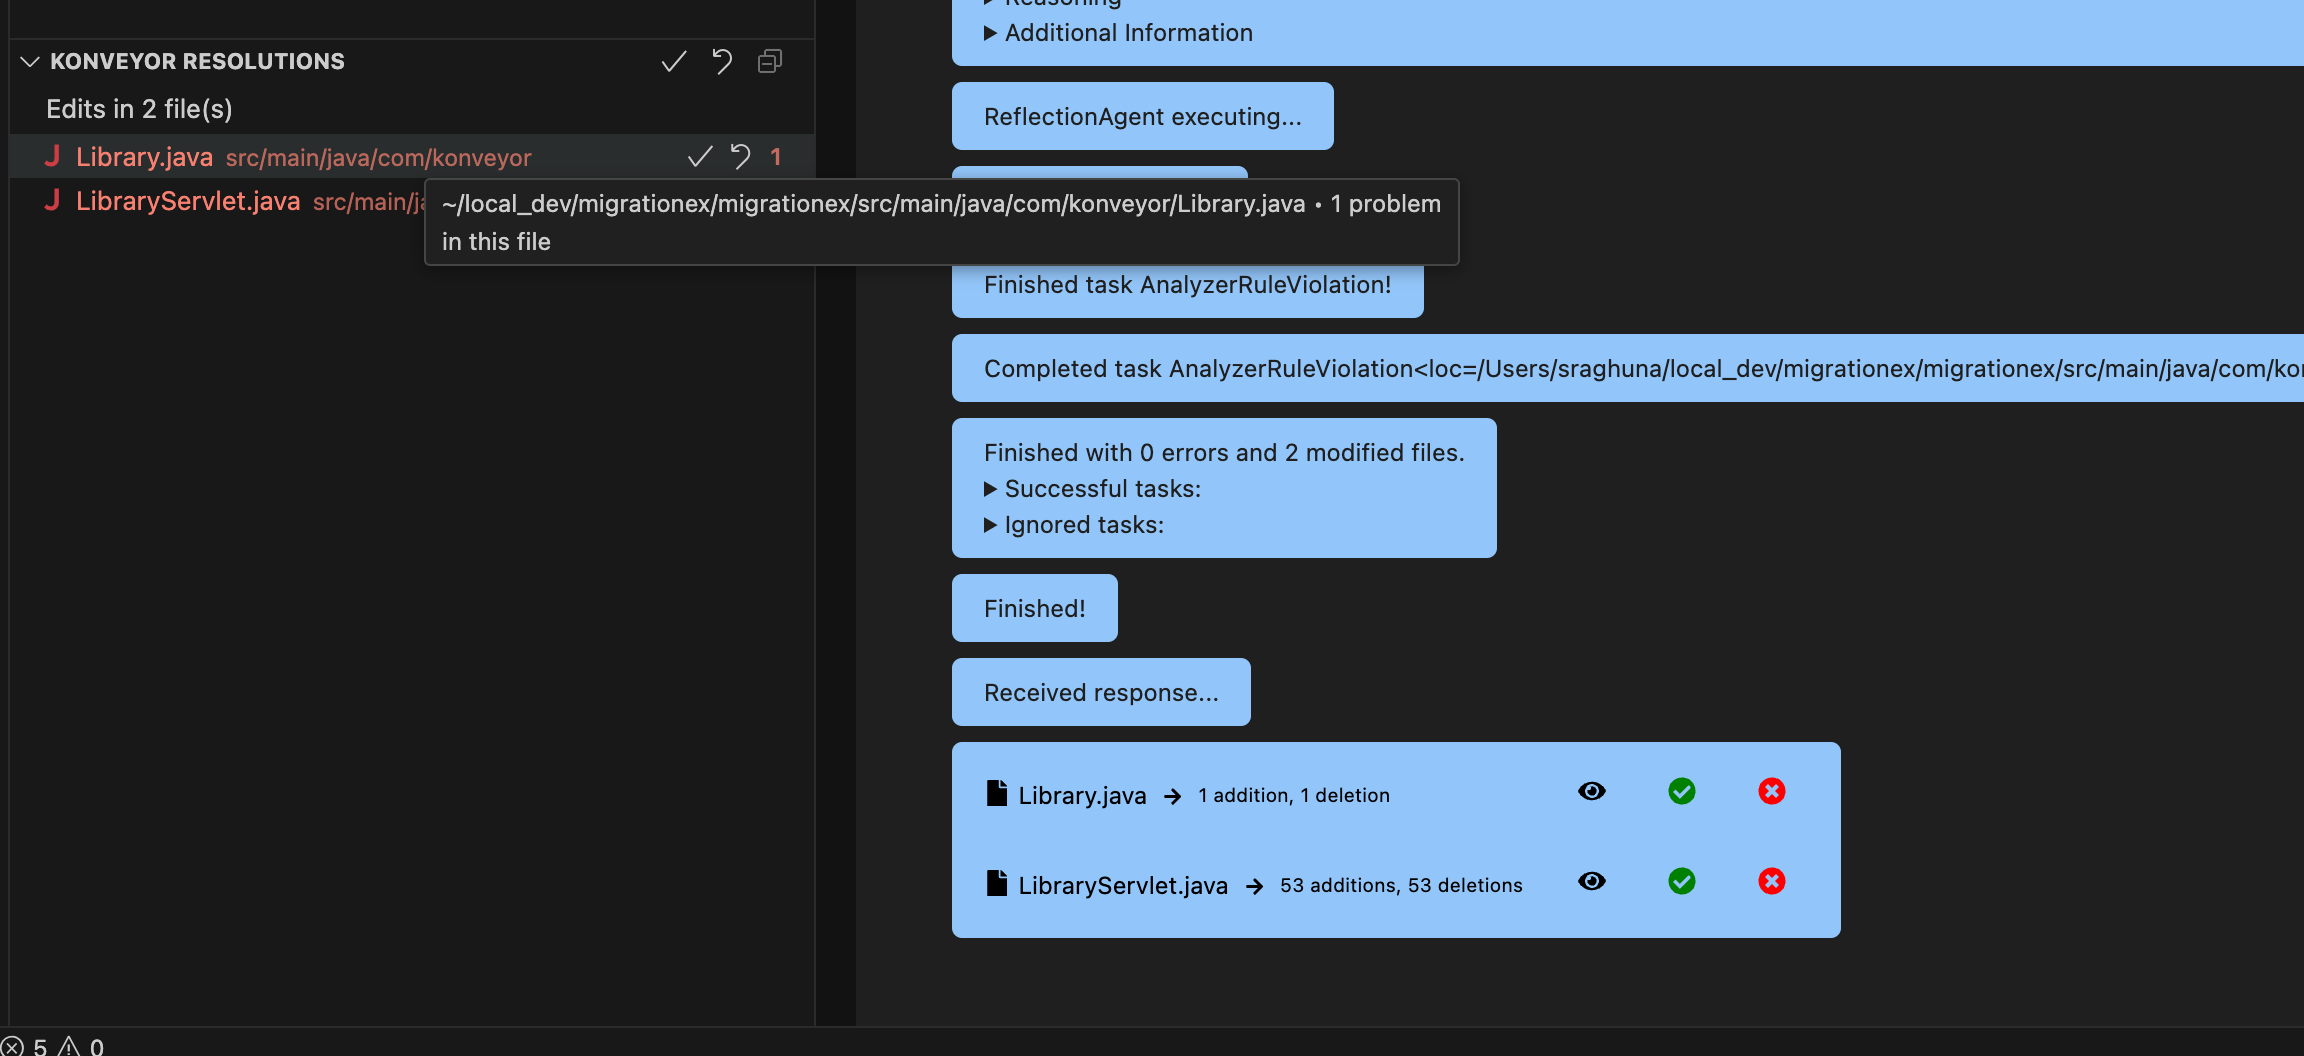 KONVEYOR RESOLUTIONS
Edits in 2 file(s)
Library.java src/main/java/com/konveyor 1
LibraryServlet.java src/main/ja
~/local_dev/migrationex/migrationex/src/main/java/com/konveyor/Library.java • 1 problem
in this file
Reasoning
Additional Information
ReflectionAgent executing...
Finished task AnalyzerRuleViolation!
Completed task AnalyzerRuleViolation<loc=/Users/sraghuna/local_dev/migrationex/migrationex/src/main/java/com/kon
Finished with 0 errors and 2 modified files.
Successful tasks:
Ignored tasks:
Finished!
Received response...
Library.java → 1 addition, 1 deletion
LibraryServlet.java → 53 additions, 53 deletions
5 0